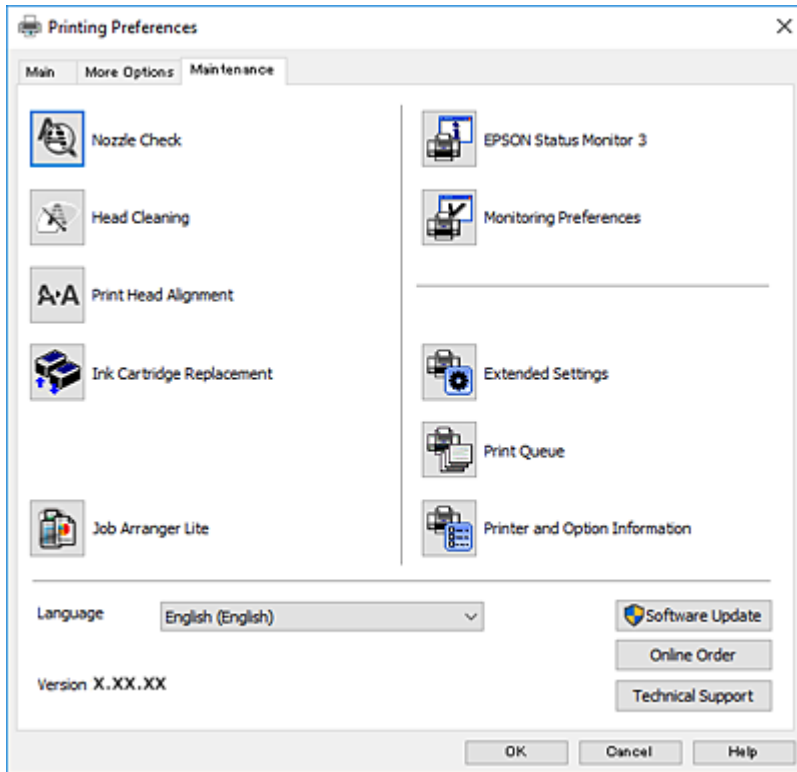 Printing Preferences
Main
More Options
Maintenance
Nozzle Check
Head Cleaning
A·A Print Head Alignment
Ink Cartridge Replacement
Job Arranger Lite
EPSON Status Monitor 3
Monitoring Preferences
Extended Settings
Print Queue
Printer and Option Information
Language
English (English)
Version X.XX.XX
Software Update
Online Order
Technical Support
OK
Cancel
Help